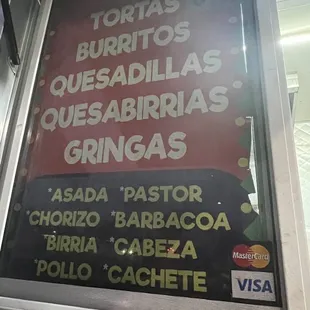 TORTAS
BURRITOS
QUESADILLAS
QUESABIRRIAS
GRINGAS
*ASADA *PASTOR
*CHORIZO *BARBACOA
*BIRRIA *CABEZA
*POLLO *CACHETE
MasterCard
VISA